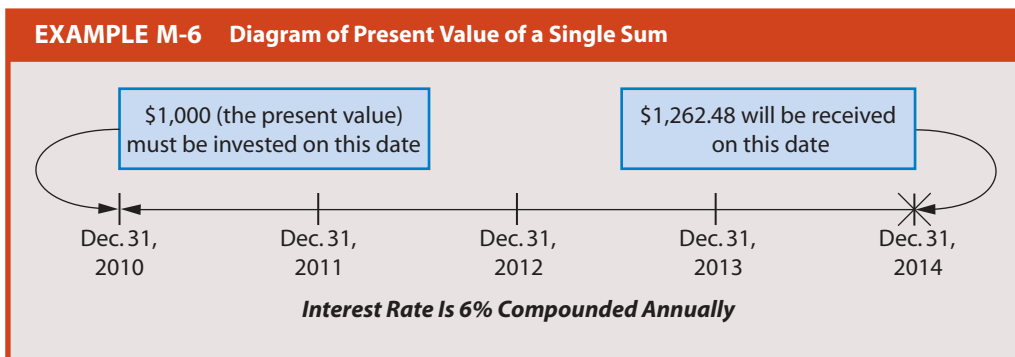 EXAMPLE M-6 Diagram of Present Value of a Single Sum
$1,000 (the present value)
must be invested on this date
$1,262.48 will be received
on this date
Dec. 31,
2010
Dec. 31,
2011
Dec. 31,
2012
Dec. 31,
2013
Dec. 31,
2014
Interest Rate Is 6% Compounded Annually